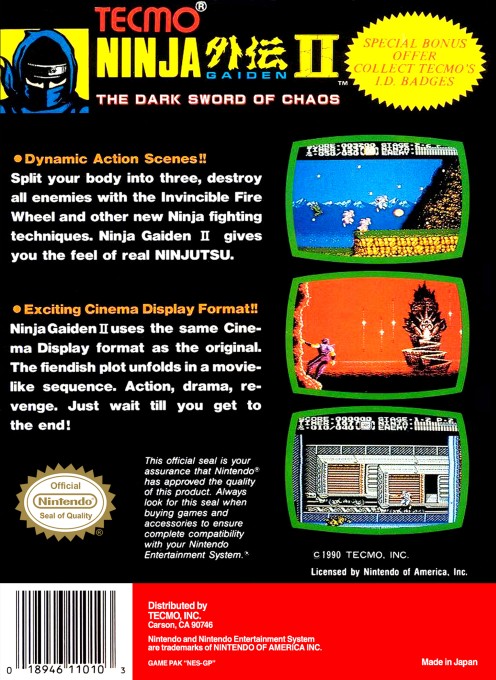 TECMO®
NINJA 外伝 II™
GAIDEN
THE DARK SWORD OF CHAOS
SPECIAL BONUS
OFFER
COLLECT TECMO'S
I.D. BADGES
●Dynamic Action Scenes!!
Split your body into three, destroy
all enemies with the Invincible Fire
Wheel and other new Ninja fighting
techniques. Ninja Gaiden II gives
you the feel of real NINJUTSU.
●Exciting Cinema Display Format!!
Ninja Gaiden II uses the same Cine-
ma Display format as the original.
The fiendish plot unfolds in a movie-
like sequence. Action, drama, re-
venge. Just wait till you get to
the end!
Official
Nintendo
Seal of Quality
®
This official seal is your
assurance that Nintendo®
has approved the quality
of this product. Always
look for this seal when
buying games and
accessories to ensure
complete compatibility
with your Nintendo
Entertainment System.
©1990 TECMO, INC.
Licensed by Nintendo of America, Inc.
0 18946 11010 3
Distributed by
TECMO, INC.
Carson, CA 90746
Nintendo and Nintendo Entertainment System
are trademarks of NINTENDO OF AMERICA INC.
GAME PAK "NES-GP"
Made in Japan